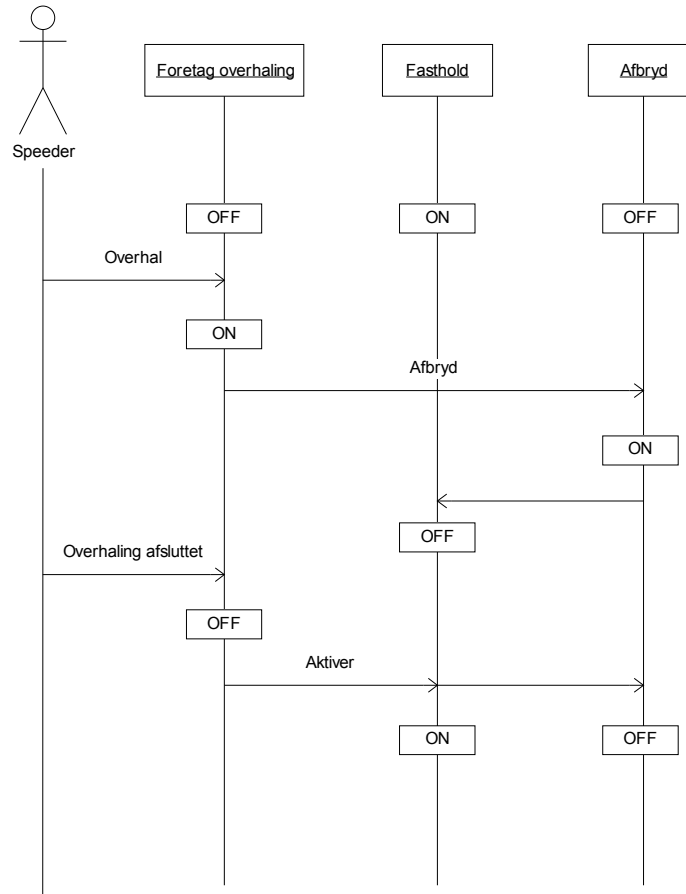 Foretag overhaling
Fasthold
Afbryd
Speeder
OFF
ON
OFF
Overhal
ON
Afbryd
ON
OFF
Overhaling afsluttet
OFF
Aktiver
ON
OFF